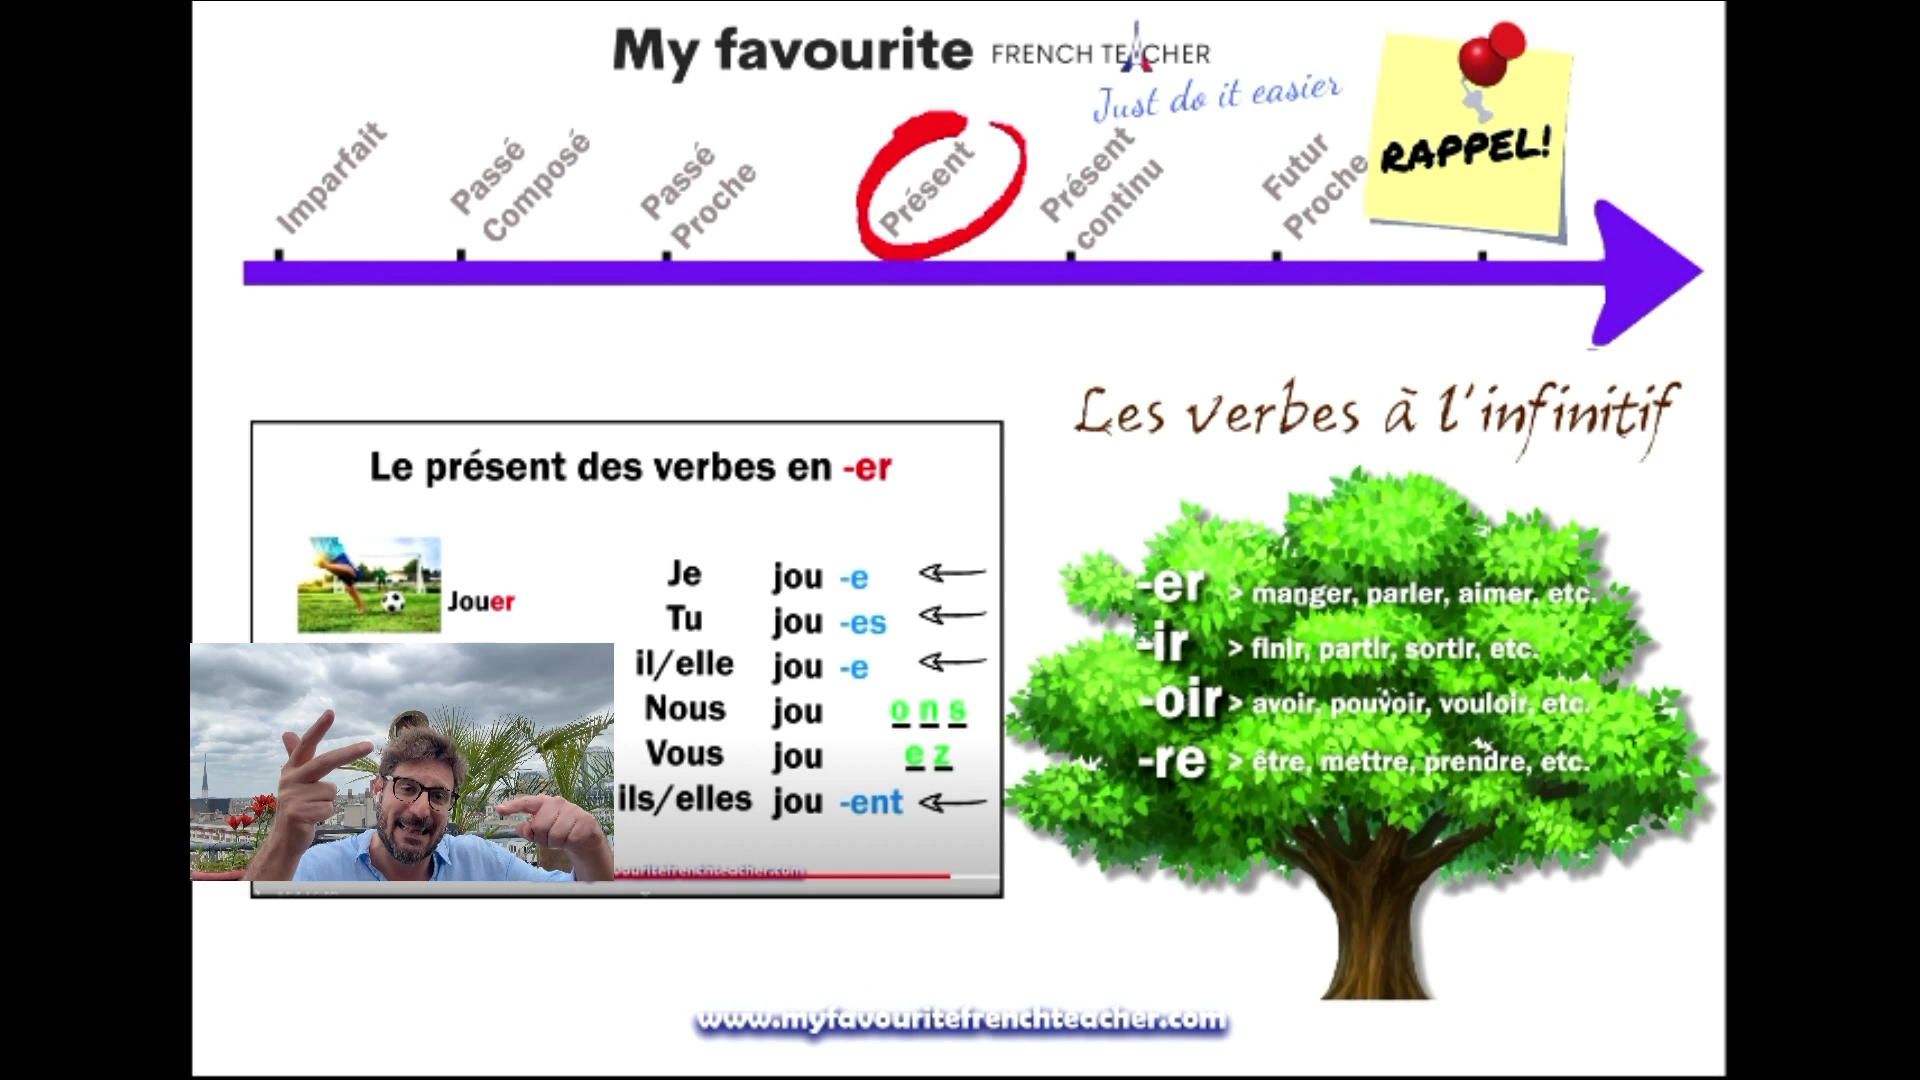 My favourite FRENCH TEACHER
Just do it easier
Imparfait
Passé
Composé
Passé
Proche
Présent
Présent
continu
Futur
Proche
RAPPEL!
Les verbes à l'infinitif
Le présent des verbes en -er
Jouer
Je jou -e
Tu jou -es
il/elle jou -e
Nous jou ons
Vous jou ez
ils/elles jou -ent
-er > manger, parler, aimer, etc.
-ir > finir, partir, sortir, etc.
-oir > avoir, pouvoir, vouloir, etc.
-re > être, mettre, prendre, etc.
ouritefrenchteacher.com
www.myfavouritefrenchteacher.com